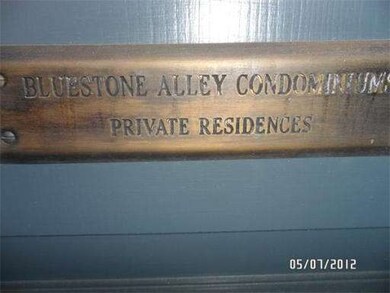 BLUESTONE ALLEY CONDOMINIUMS
PRIVATE RESIDENCES
05/07/2012